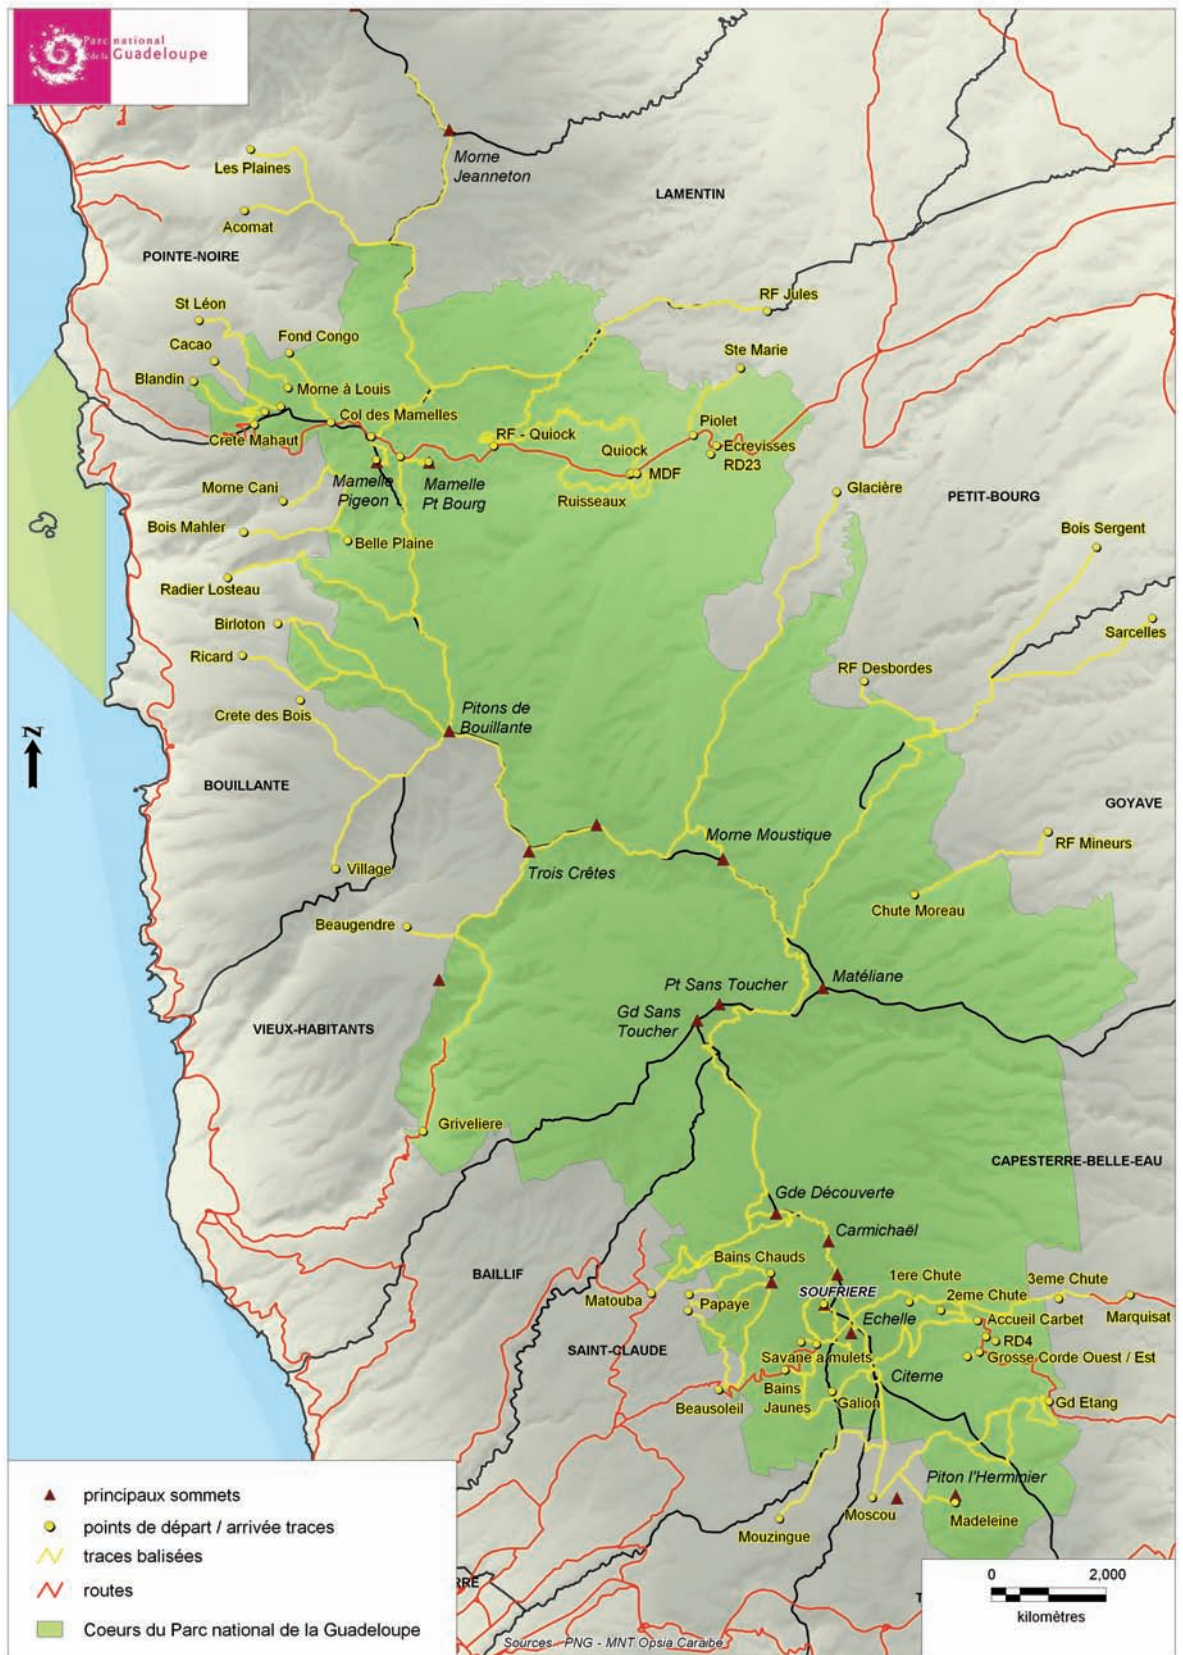 Parc national
de la Guadeloupe
Morne
Jeanneton
Les Plaines
LAMENTIN
Acomat
POINTE-NOIRE
St Léon
RF Jules
Fond Congo
Cacao
Ste Marie
Blandin
Morne à Louis
Col des Mamelles
Piolet
Crete Mahaut
RF - Quiock
Ecrevisses
Quiock
RD23
MDF
Mamelle
Pigeon
Mamelle
Pt Bourg
Morne Cani
Ruisseaux
Glacière
PETIT-BOURG
Bois Mahler
Bois Sergent
Belle Plaine
Radier Losteau
Birloton
Sarcelles
Ricard
RF Desbordes
Crete des Bois
Pitons de
Bouillante
N
BOUILLANTE
GOYAVE
Morne Moustique
RF Mineurs
Village
Trois Crêtes
Chute Moreau
Beaugendre
Matéliane
Pt Sans Toucher
Gd Sans
Toucher
VIEUX-HABITANTS
Griveliere
CAPESTERRE-BELLE-EAU
Gde Découverte
Carmichaël
Bains Chauds
BAILLIF
1ere Chute
3eme Chute
SOUFRIERE
2eme Chute
Matouba
Papaye
Echelle
Accueil Carbet
Marquisat
RD4
SAINT-CLAUDE
Savane a mulets
Grosse Corde Ouest / Est
Citerne
Bains
Jaunes
Beausoleil
Galion
Gd Etang
Piton l'Herminier
Moscou
Madeleine
Mouzingue
principaux sommets
points de départ / arrivée traces
traces balisées
routes
Coeurs du Parc national de la Guadeloupe
RRE
T
0 2,000
kilomètres
Sources : PNG - MNT Opsia Caraibe